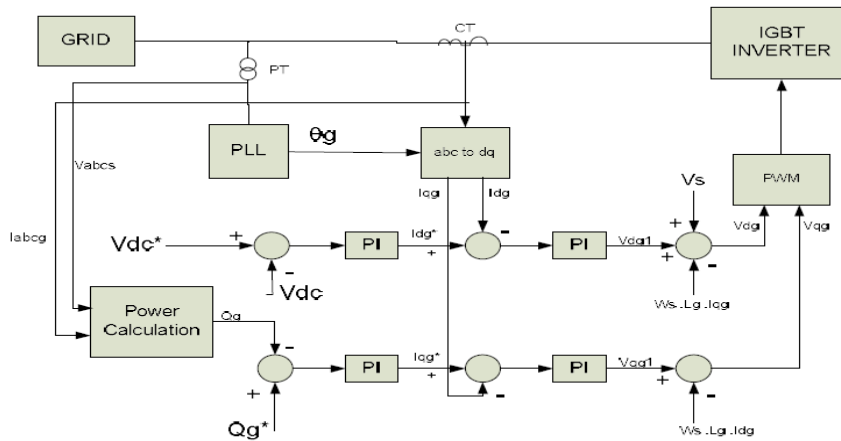 GRID
CT
IGBT
INVERTER
PT
PLL
θg
abc to dq
Vabcs
Iqg
Idg
Vs
PWM
Iabcg
Vdc*
+
-
Vdc
PI
Idg*
+
-
PI
Vdg1
+
+
-
Vdg
Vqg
Ws.Lg.Iqg
Power
Calculation
Qg
-
+
Qg*
PI
Iqg*
+
-
PI
Vqg1
+
-
Ws.Lg.Idg